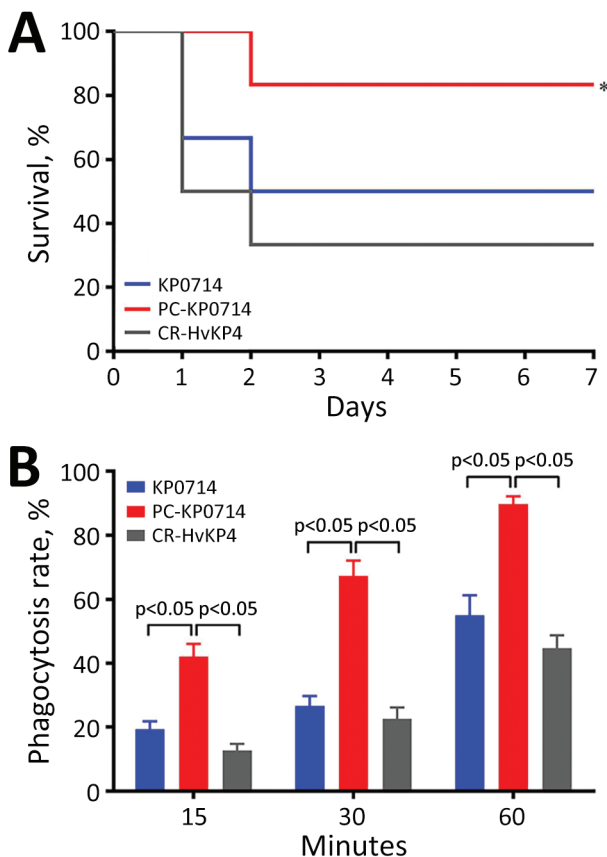 A
100
80
60
40
20
0
Survival, %
*
KP0714
PC-KP0714
CR-HvKP4
0 1 2 3 4 5 6 7
Days
B
100
80
60
40
20
0
Phagocytosis rate, %
KP0714
PC-KP0714
CR-HvKP4
p<0.05 p<0.05
p<0.05 p<0.05
p<0.05 p<0.05
15 30 60
Minutes